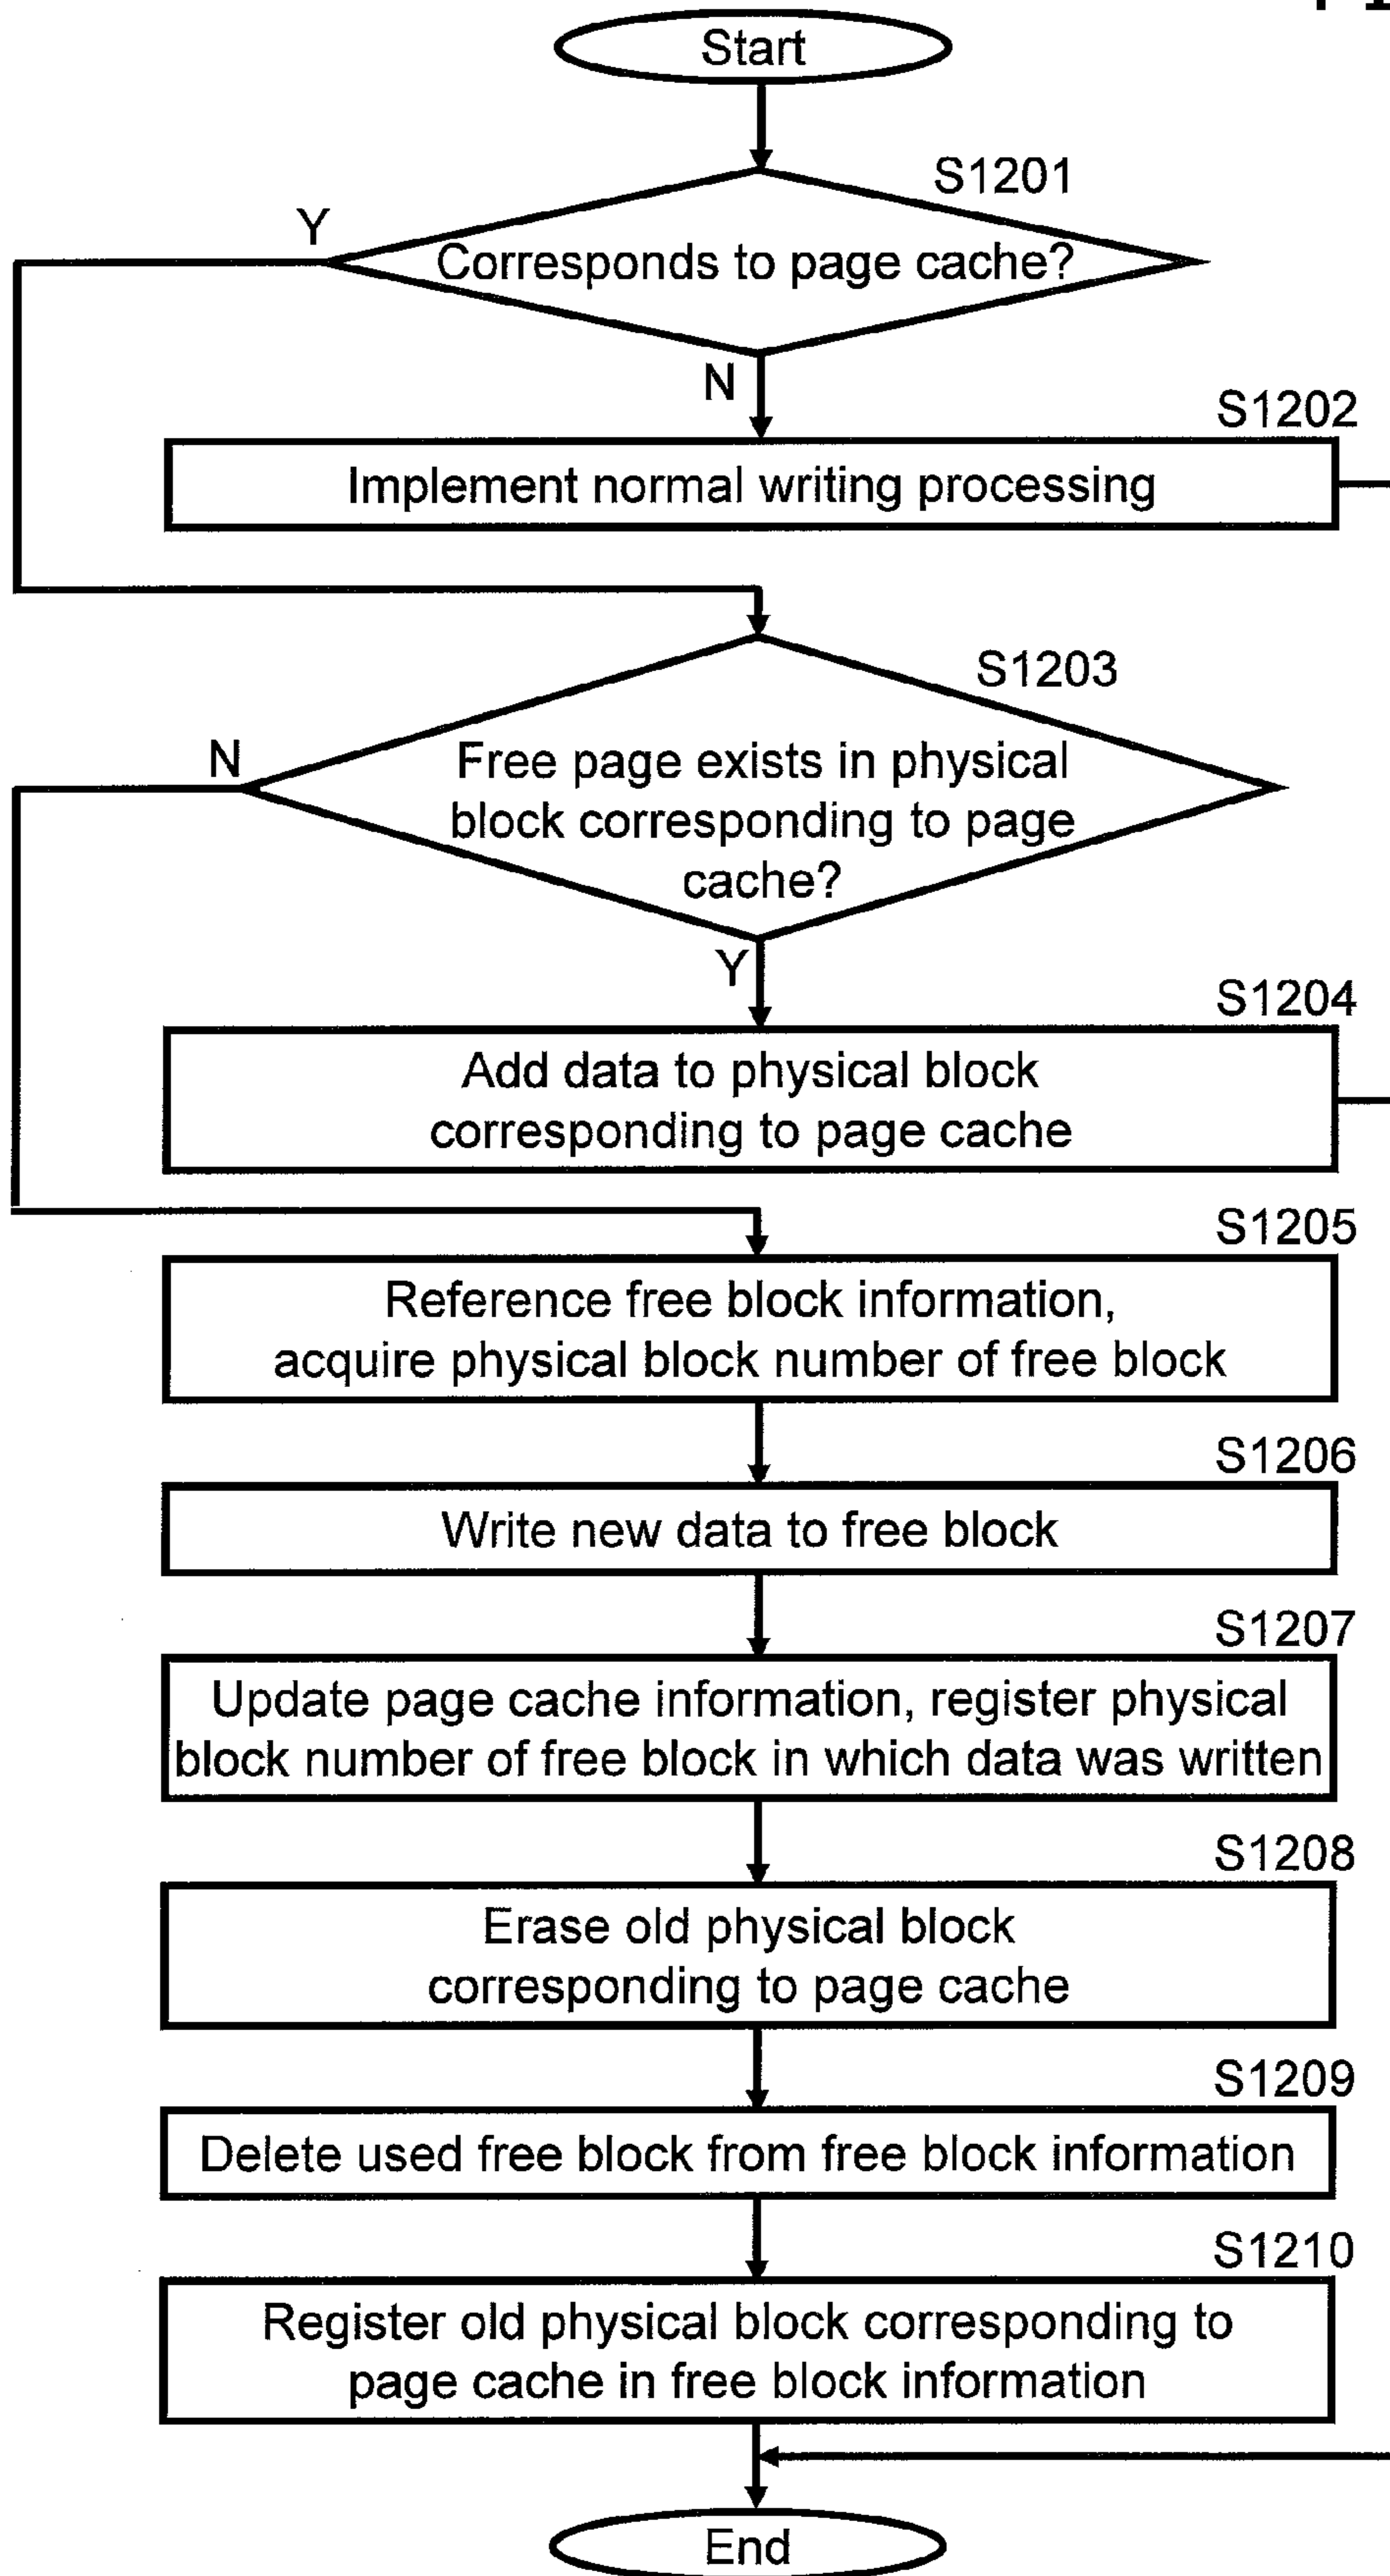 Start
S1201
Y
Corresponds to page cache?
N
S1202
Implement normal writing processing
S1203
N
Free page exists in physical
block corresponding to page
cache?
Y
S1204
Add data to physical block
corresponding to page cache
S1205
Reference free block information,
acquire physical block number of free block
S1206
Write new data to free block
S1207
Update page cache information, register physical
block number of free block in which data was written
S1208
Erase old physical block
corresponding to page cache
S1209
Delete used free block from free block information
S1210
Register old physical block corresponding to
page cache in free block information
End